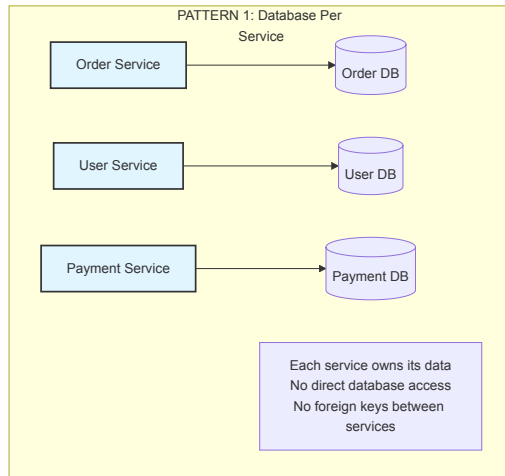 PATTERN 1: Database Per
Service
Order Service
Order DB
User Service
User DB
Payment Service
Payment DB
Each service owns its data
No direct database access
No foreign keys between
services